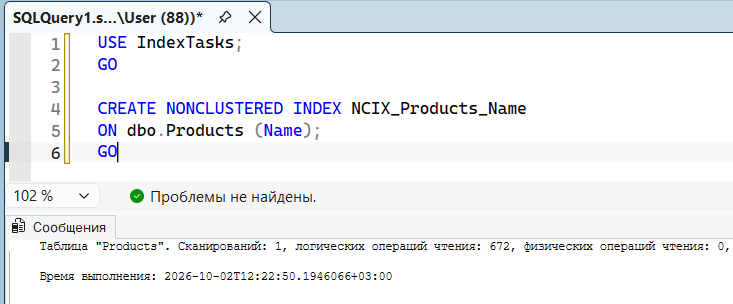 SQLQuery1.s...\User (88))*
1 USE IndexTasks;
2 GO
3
4 CREATE NONCLUSTERED INDEX NCIX_Products_Name
5 ON dbo.Products (Name);
6 GO
102 %
Проблемы не найдены.
Сообщения
Таблица "Products". Сканирований: 1, логических операций чтения: 672, физических операций чтения: 0,
Время выполнения: 2026-10-02T12:22:50.1946066+03:00